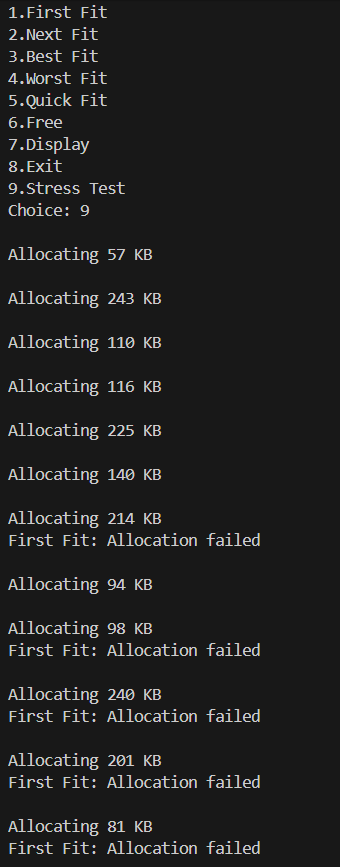 1.First Fit
2.Next Fit
3.Best Fit
4.Worst Fit
5.Quick Fit
6.Free
7.Display
8.Exit
9.Stress Test
Choice: 9
Allocating 57 KB
Allocating 243 KB
Allocating 110 KB
Allocating 116 KB
Allocating 225 KB
Allocating 140 KB
Allocating 214 KB
First Fit: Allocation failed
Allocating 94 KB
Allocating 98 KB
First Fit: Allocation failed
Allocating 240 KB
First Fit: Allocation failed
Allocating 201 KB
First Fit: Allocation failed
Allocating 81 KB
First Fit: Allocation failed